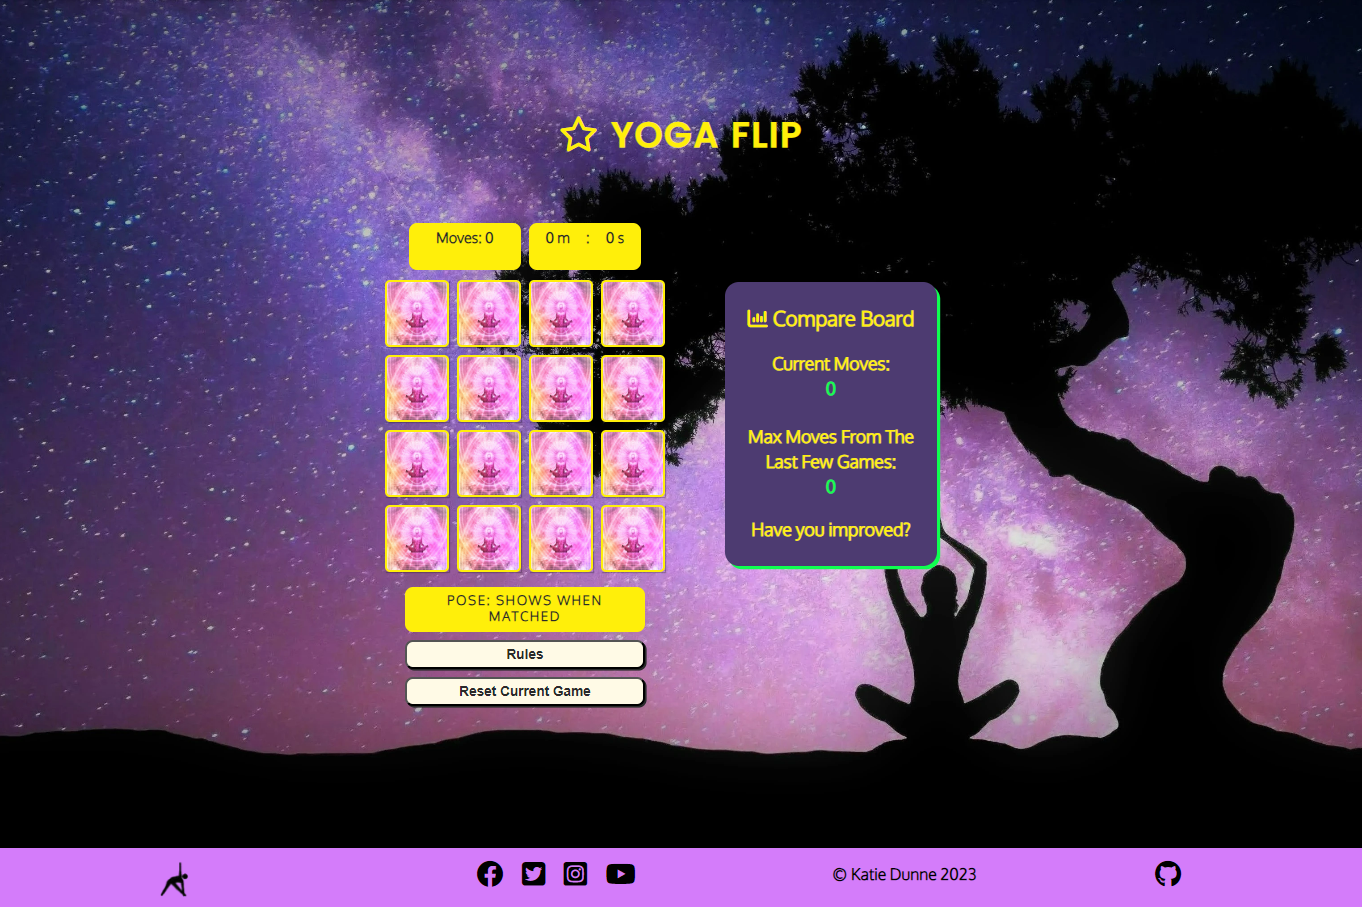 YOGA FLIP
Moves: 0
0 m : 0 s
Compare Board
Current Moves:
0
Max Moves From The
Last Few Games:
0
Have you improved?
POSE: SHOWS WHEN
MATCHED
Rules
Reset Current Game
© Katie Dunne 2023